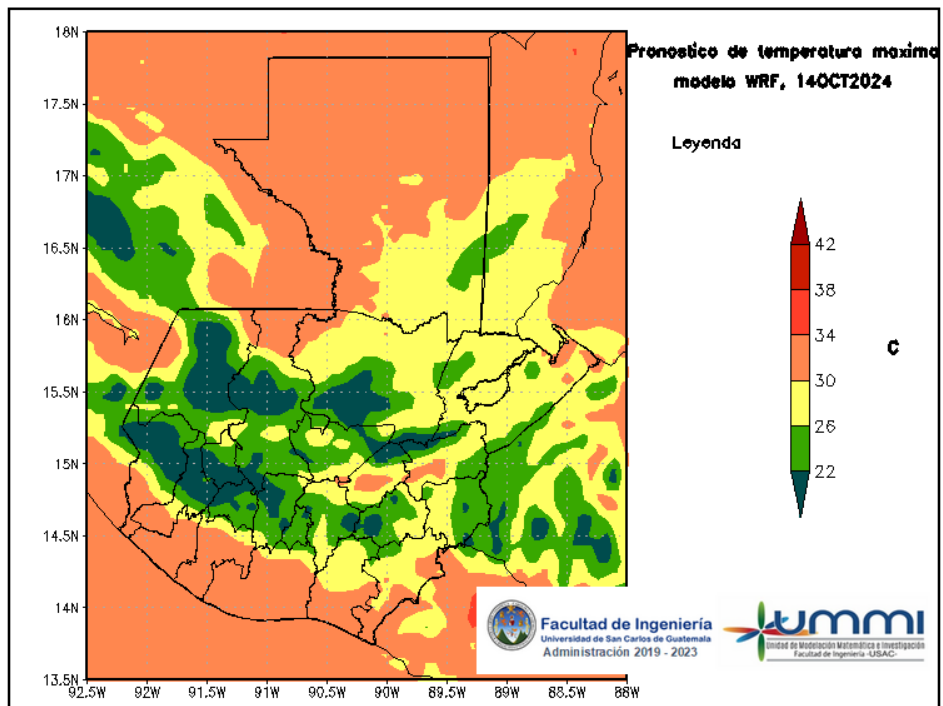 Pronostico de temperatura maxima
modelo WRF, 14OCT2024
Leyenda
42
38
34
30
26
22
C
18N
17.5N
17N
16.5N
16N
15.5N
15N
14.5N
14N
13.5N
92.5W 92W 91.5W 91W 90.5W 90W 89.5W 89W 88.5W 88W
Facultad de Ingeniería
Universidad de San Carlos de Guatemala
Administración 2019 - 2023
ummi
Unidad de Modelación Matemática e Investigación
Facultad de Ingeniería -USAC-